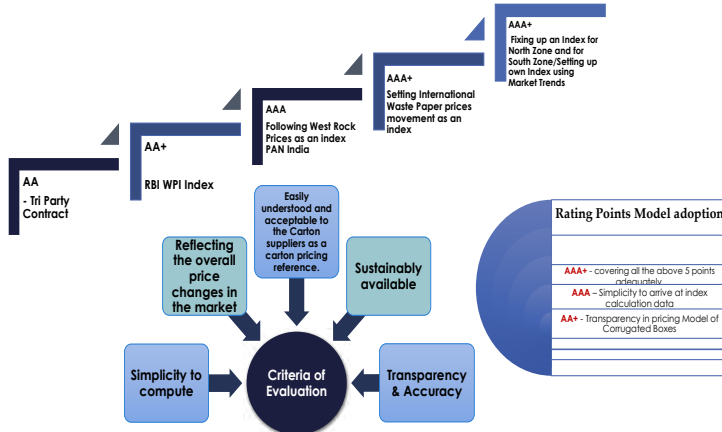 AA
- Tri Party
Contract
AA+
RBI WPI Index
AAA
Following West Rock
Prices as an index
PAN India
AAA+
Setting International
Waste Paper prices
movement as an
index
AAA+
Fixing up an Index for
North Zone and for
South Zone/Setting up
own Index using
Market Trends
Simplicity to
compute
Reflecting
the overall
price
changes in
the market
Easily
understood and
acceptable to
the Carton
suppliers as a
carton pricing
reference.
Sustainably
available
Transparency
& Accuracy
Criteria of
Evaluation
Rating Points Model adoption
AAA+ - covering all the above 5 points
adequately
AAA – Simplicity to arrive at index
calculation data
AA+ - Transparency in pricing Model of
Corrugated Boxes